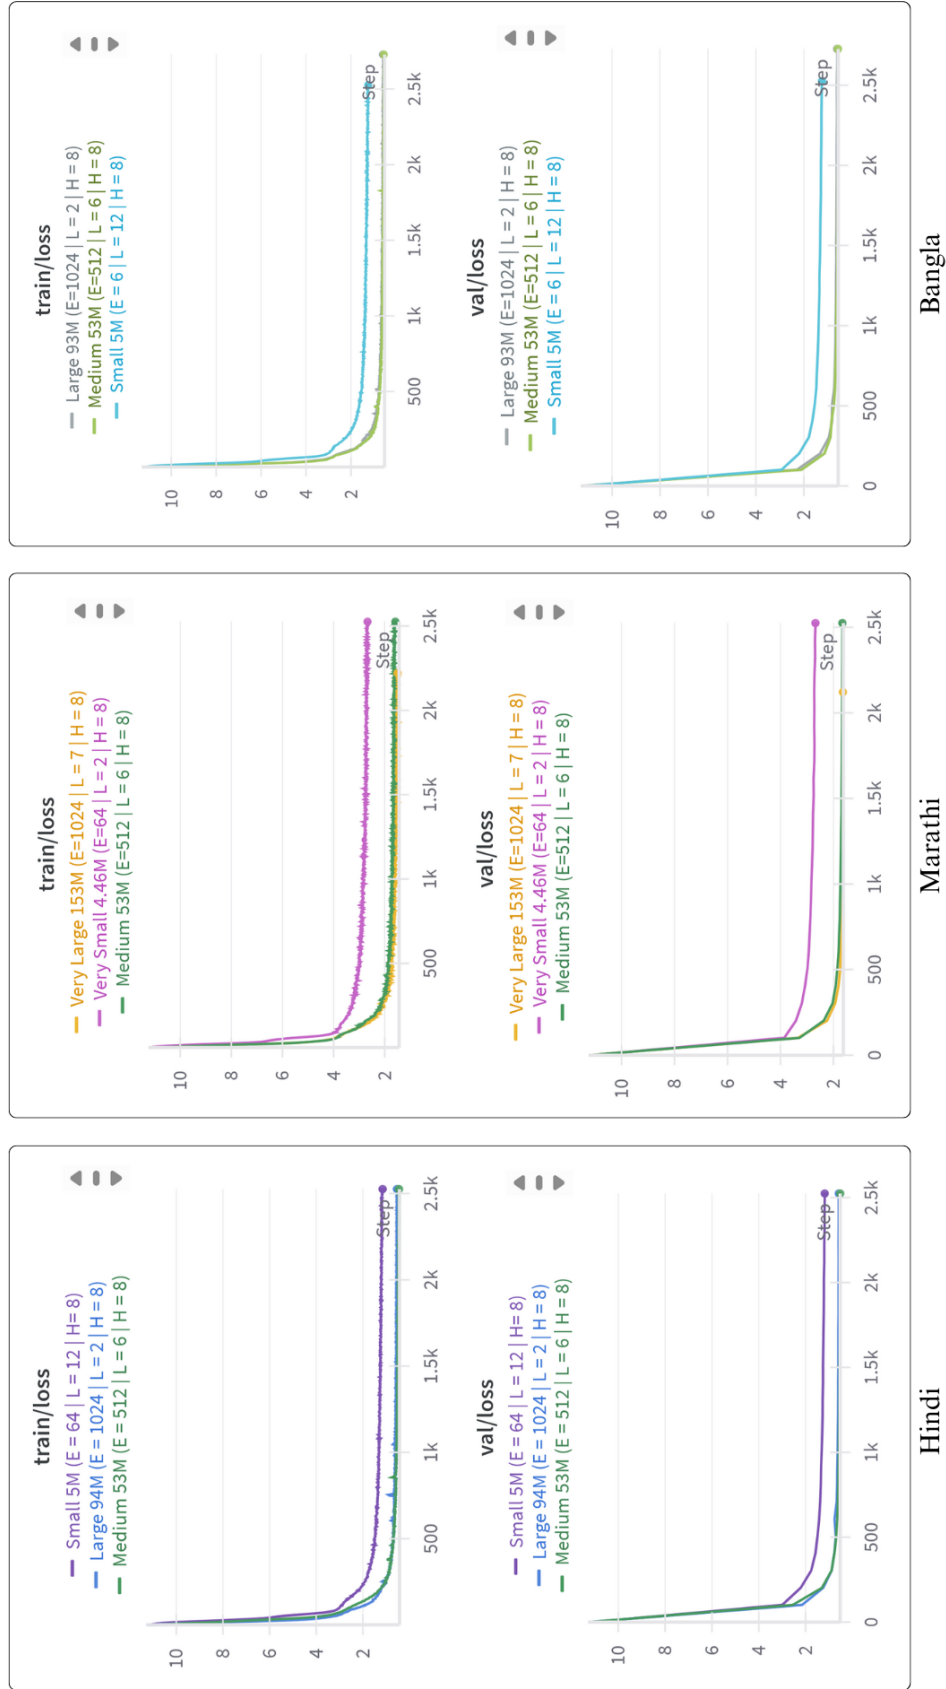 train/loss
Small 5M (E = 64 | L = 12 | H= 8)
Large 94M (E = 1024 | L = 2 | H = 8)
Medium 53M (E = 512 | L = 6 | H = 8)
10
8
6
4
2
Step
500 1k 1.5k 2k 2.5k
val/loss
Small 5M (E = 64 | L = 12 | H= 8)
Large 94M (E = 1024 | L = 2 | H = 8)
Medium 53M (E = 512 | L = 6 | H = 8)
10
8
6
4
2
Step
0 500 1k 1.5k 2k 2.5k
Hindi
train/loss
Very Large 153M (E=1024 | L = 7 | H = 8)
Very Small 4.46M (E=64 | L = 2 | H = 8)
Medium 53M (E=512 | L = 6 | H = 8)
10
8
6
4
2
Step
500 1k 1.5k 2k 2.5k
val/loss
Very Large 153M (E=1024 | L = 7 | H = 8)
Very Small 4.46M (E=64 | L = 2 | H = 8)
Medium 53M (E=512 | L = 6 | H = 8)
10
8
6
4
2
Step
0 500 1k 1.5k 2k 2.5k
Marathi
train/loss
Large 93M (E=1024 | L = 2 | H = 8)
Medium 53M (E=512 | L = 6 | H = 8)
Small 5M (E = 6 | L = 12 | H = 8)
10
8
6
4
2
Step
500 1k 1.5k 2k 2.5k
val/loss
Large 93M (E=1024 | L = 2 | H = 8)
Medium 53M (E=512 | L = 6 | H = 8)
Small 5M (E = 6 | L = 12 | H = 8)
10
8
6
4
2
Step
0 500 1k 1.5k 2k 2.5k
Bangla